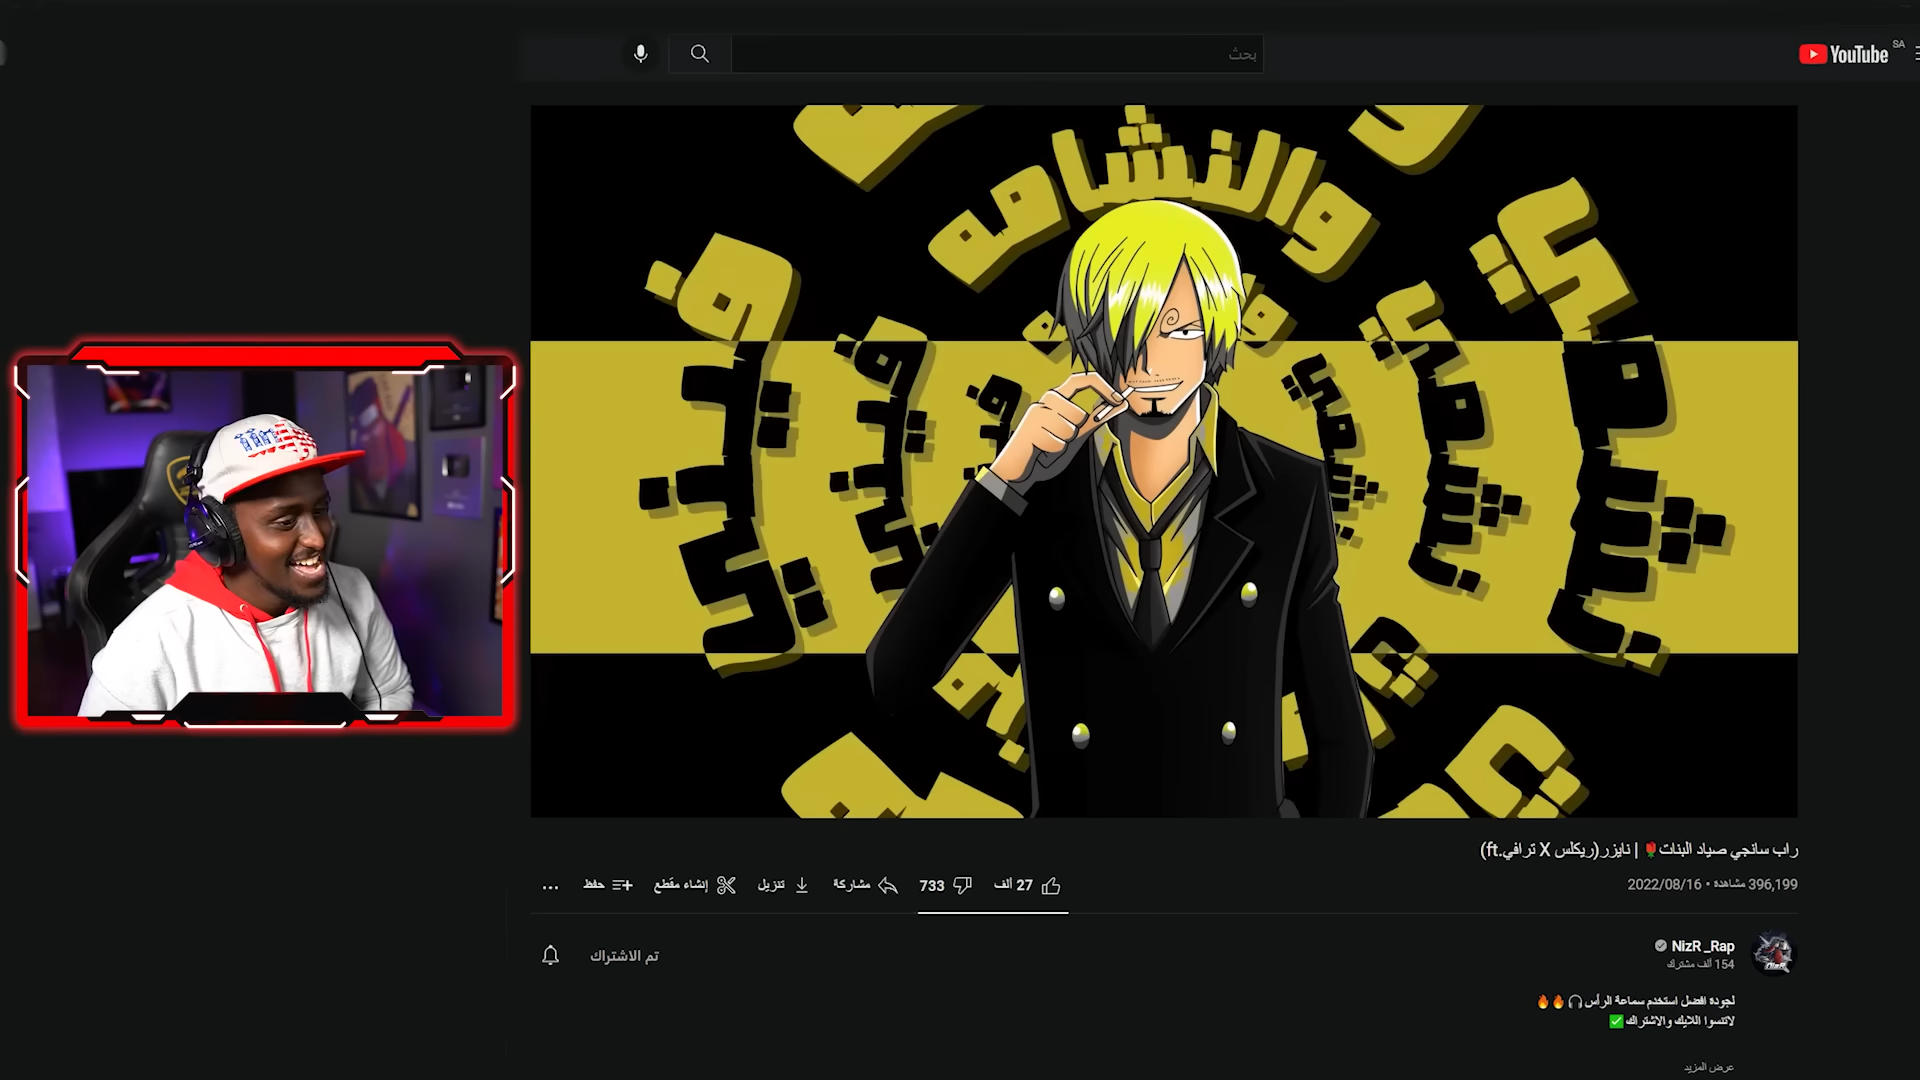 YouTube SA
بحث
والنشامه
نشمي
راب سانجي صياد البنات🌹 | نايزر(ريكلس X ترافي.ft)
396,199 مشاهدة • 2022/08/16
27 ألف
733
مشاركة
تنزيل
إنشاء مقطع
حفظ
...
NizR_Rap
154 ألف مشترك
تم الاشتراك
لجوده افضل استخدم سماعة الرأس🎧🔥🔥
لاتنسوا اللايك والاشتراك✅
عرض المزيد